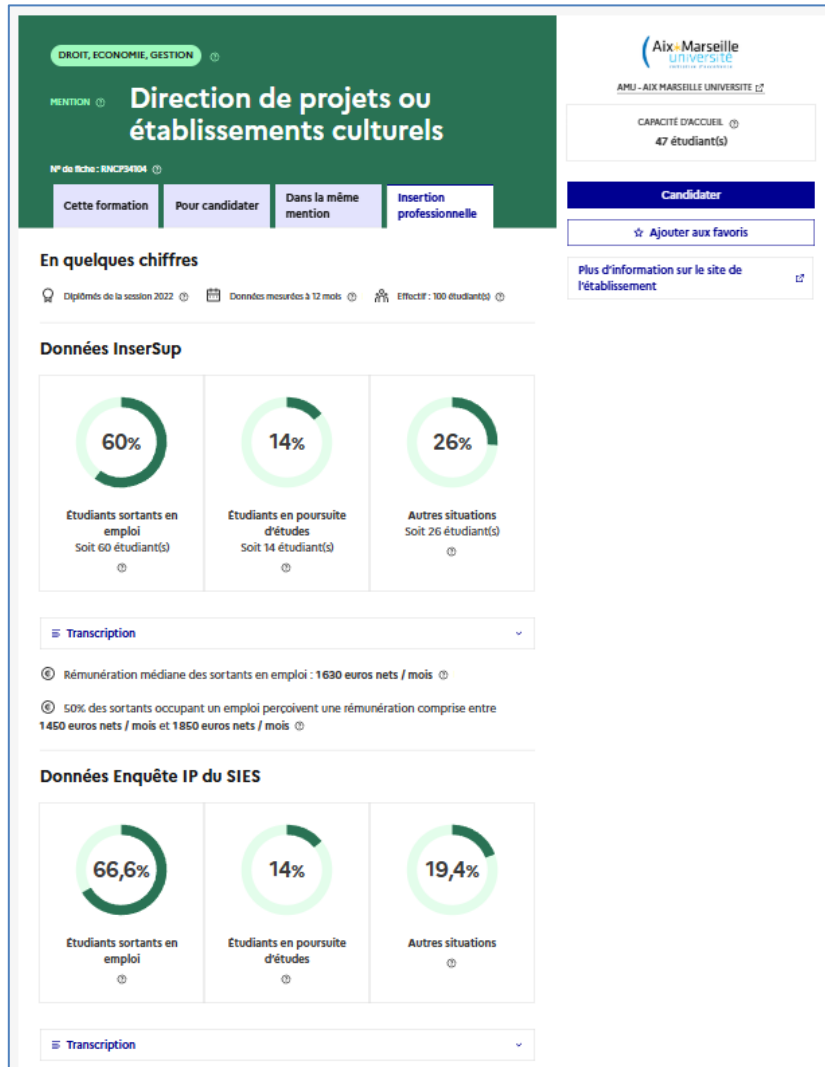 DROIT, ECONOMIE, GESTION
MENTION
Direction de projets ou
établissements culturels
N° de fiche : RNCP34104
Cette formation
Pour candidater
Dans la même
mention
Insertion
professionnelle
Aix*Marseille
université
AMU - AIX MARSEILLE UNIVERSITE
CAPACITÉ D'ACCUEIL
47 étudiant(s)
Candidater
Ajouter aux favoris
Plus d'information sur le site de
l'établissement
En quelques chiffres
Diplômés de la session 2022
Données mesurées à 12 mois
Effectif : 100 étudiant(s)
Données InserSup
60%
Étudiants sortants en
emploi
Soit 60 étudiant(s)
14%
Étudiants en poursuite
d'études
Soit 14 étudiant(s)
26%
Autres situations
Soit 26 étudiant(s)
Transcription
Rémunération médiane des sortants en emploi : 1630 euros nets / mois
50% des sortants occupant un emploi perçoivent une rémunération comprise entre
1450 euros nets / mois et 1850 euros nets / mois
Données Enquête IP du SIES
66,6%
Étudiants sortants en
emploi
14%
Étudiants en poursuite
d'études
19,4%
Autres situations
Transcription